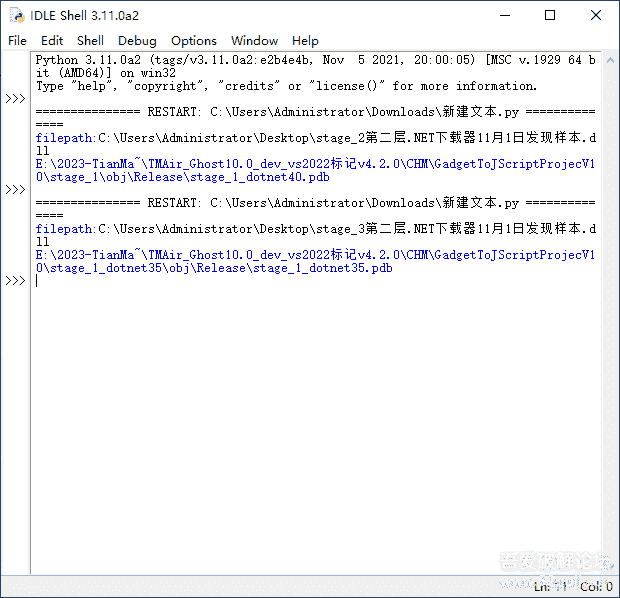 IDLE Shell 3.11.0a2
File Edit Shell Debug Options Window Help
Python 3.11.0a2 (tags/v3.11.0a2:e2b4e4b, Nov  5 2021, 20:00:05) [MSC v.1929 64 b
it (AMD64)] on win32
Type "help", "copyright", "credits" or "license()" for more information.
>>>
=============== RESTART: C:\Users\Administrator\Downloads\新建文本.py ==========
====
filepath:C:\Users\Administrator\Desktop\stage_2第二层.NET下载器11月1日发现样本.d
ll
E:\2023-TianMa~\TMAir_Ghost10.0_dev_vs2022标记v4.2.0\CHM\GadgetToJScriptProjecV1
0\stage_1\obj\Release\stage_1_dotnet40.pdb
>>>
=============== RESTART: C:\Users\Administrator\Downloads\新建文本.py ==========
====
filepath:C:\Users\Administrator\Desktop\stage_3第二层.NET下载器11月1日发现样本.d
ll
E:\2023-TianMa~\TMAir_Ghost10.0_dev_vs2022标记v4.2.0\CHM\GadgetToJScriptProjecV1
0\stage_1_dotnet35\obj\Release\stage_1_dotnet35.pdb
>>>
吾爱破解论坛
Ln: 11 Col: 0